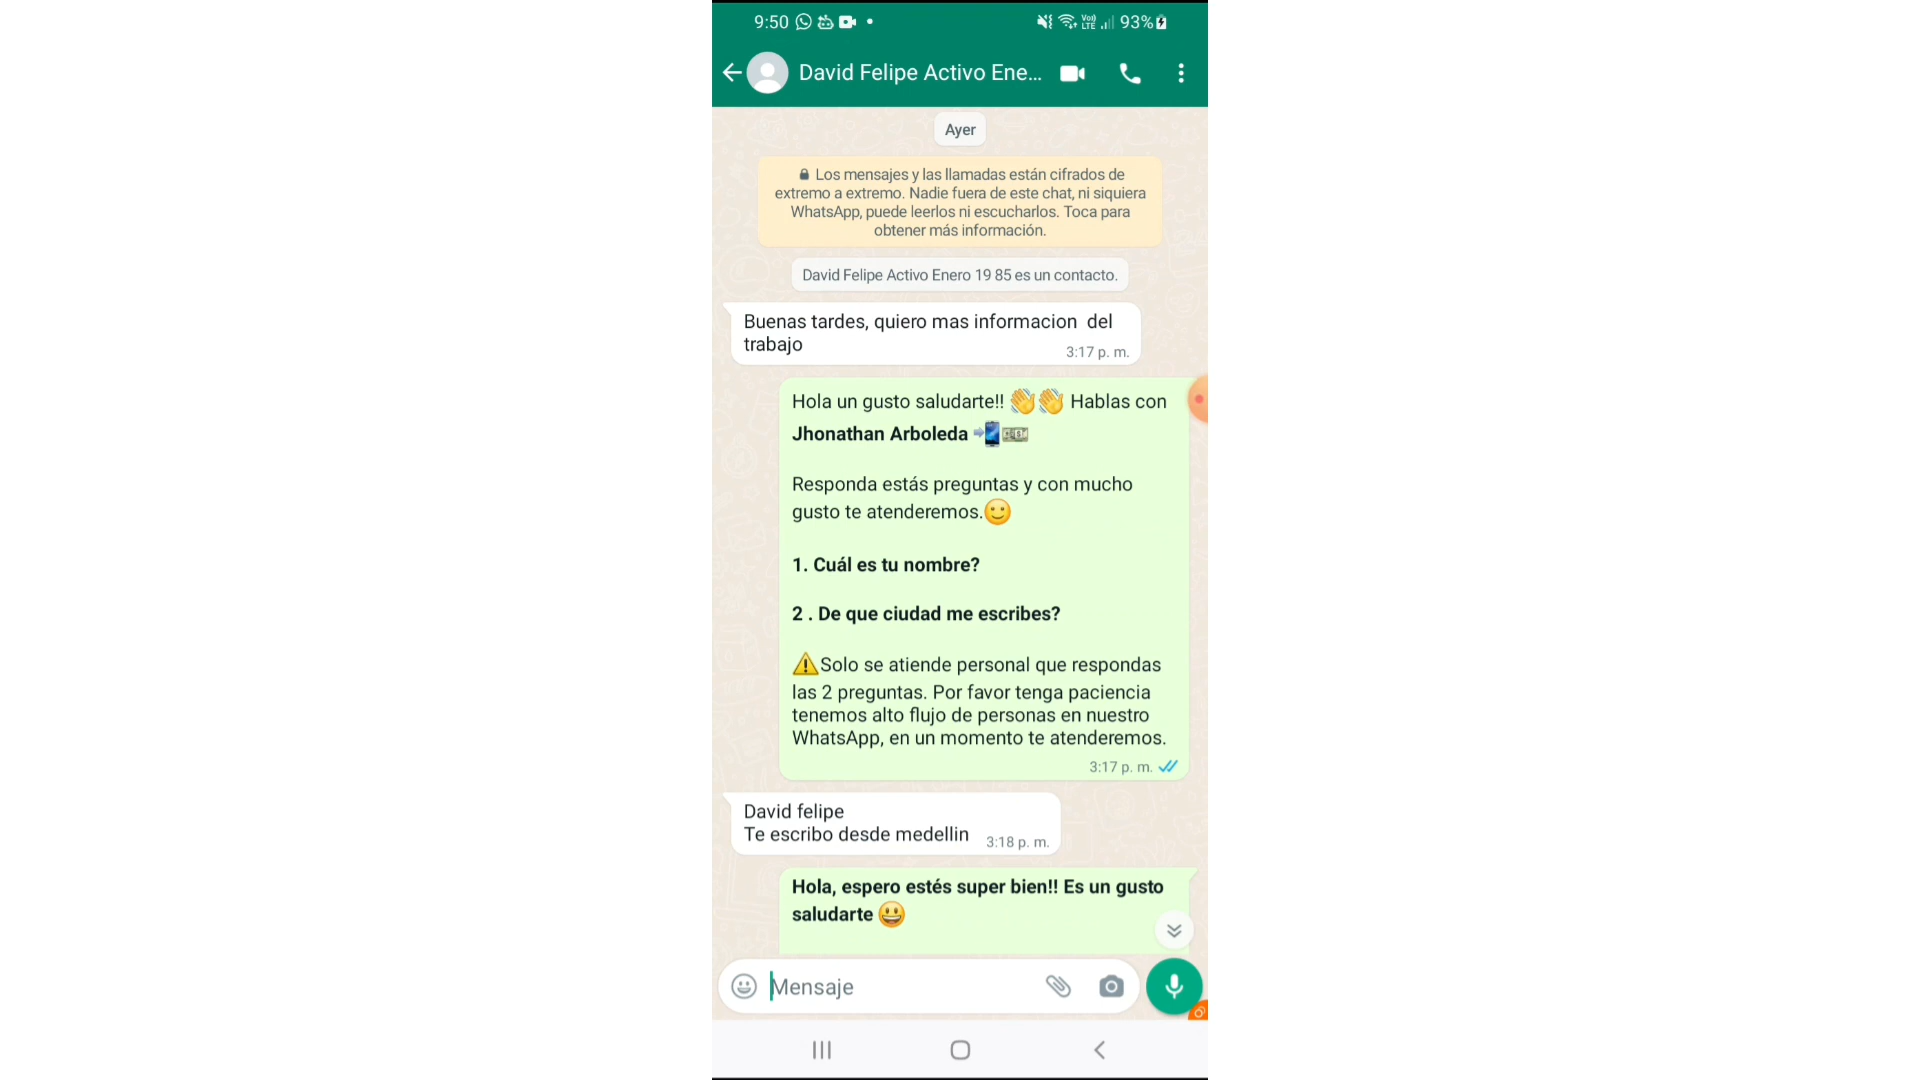 9:50
93%
David Felipe Activo Ene...
Ayer
Los mensajes y las llamadas están cifrados de
extremo a extremo. Nadie fuera de este chat, ni siquiera
WhatsApp, puede leerlos ni escucharlos. Toca para
obtener más información.
David Felipe Activo Enero 19 85 es un contacto.
Buenas tardes, quiero mas informacion  del
trabajo
3:17 p. m.
Hola un gusto saludarte!! 👋👋 Hablas con
Jhonathan Arboleda 📲💵
Responda estás preguntas y con mucho
gusto te atenderemos.🙂
1. Cuál es tu nombre?
2 . De que ciudad me escribes?
⚠️Solo se atiende personal que respondas
las 2 preguntas. Por favor tenga paciencia
tenemos alto flujo de personas en nuestro
WhatsApp, en un momento te atenderemos.
3:17 p. m.
David felipe
Te escribo desde medellin
3:18 p. m.
Hola, espero estés super bien!! Es un gusto
saludarte 😃
Mensaje